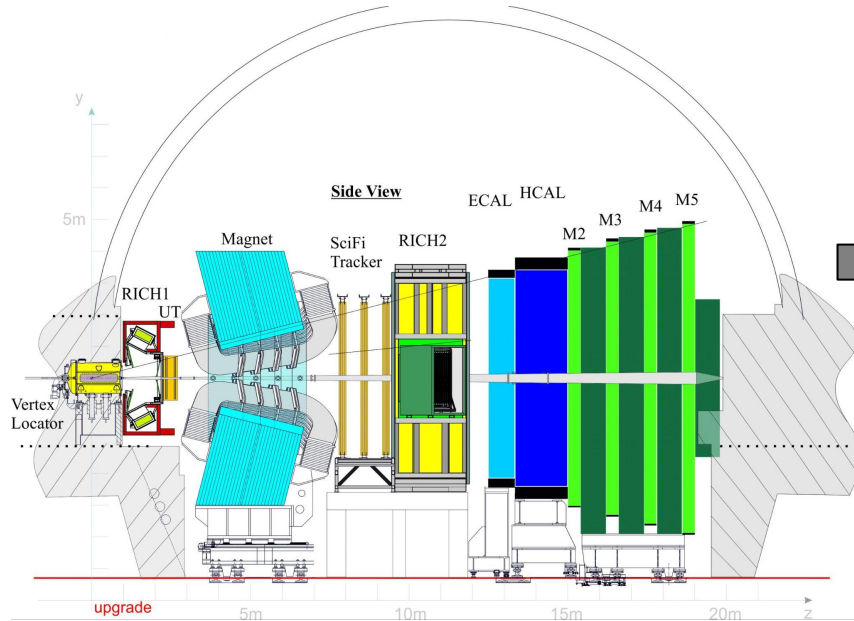 y
Side View
5m
ECAL
HCAL
M2
M3
M4
M5
Magnet
SciFi
Tracker
RICH2
RICH1
UT
Vertex
Locator
upgrade
5m
10m
15m
20m
z